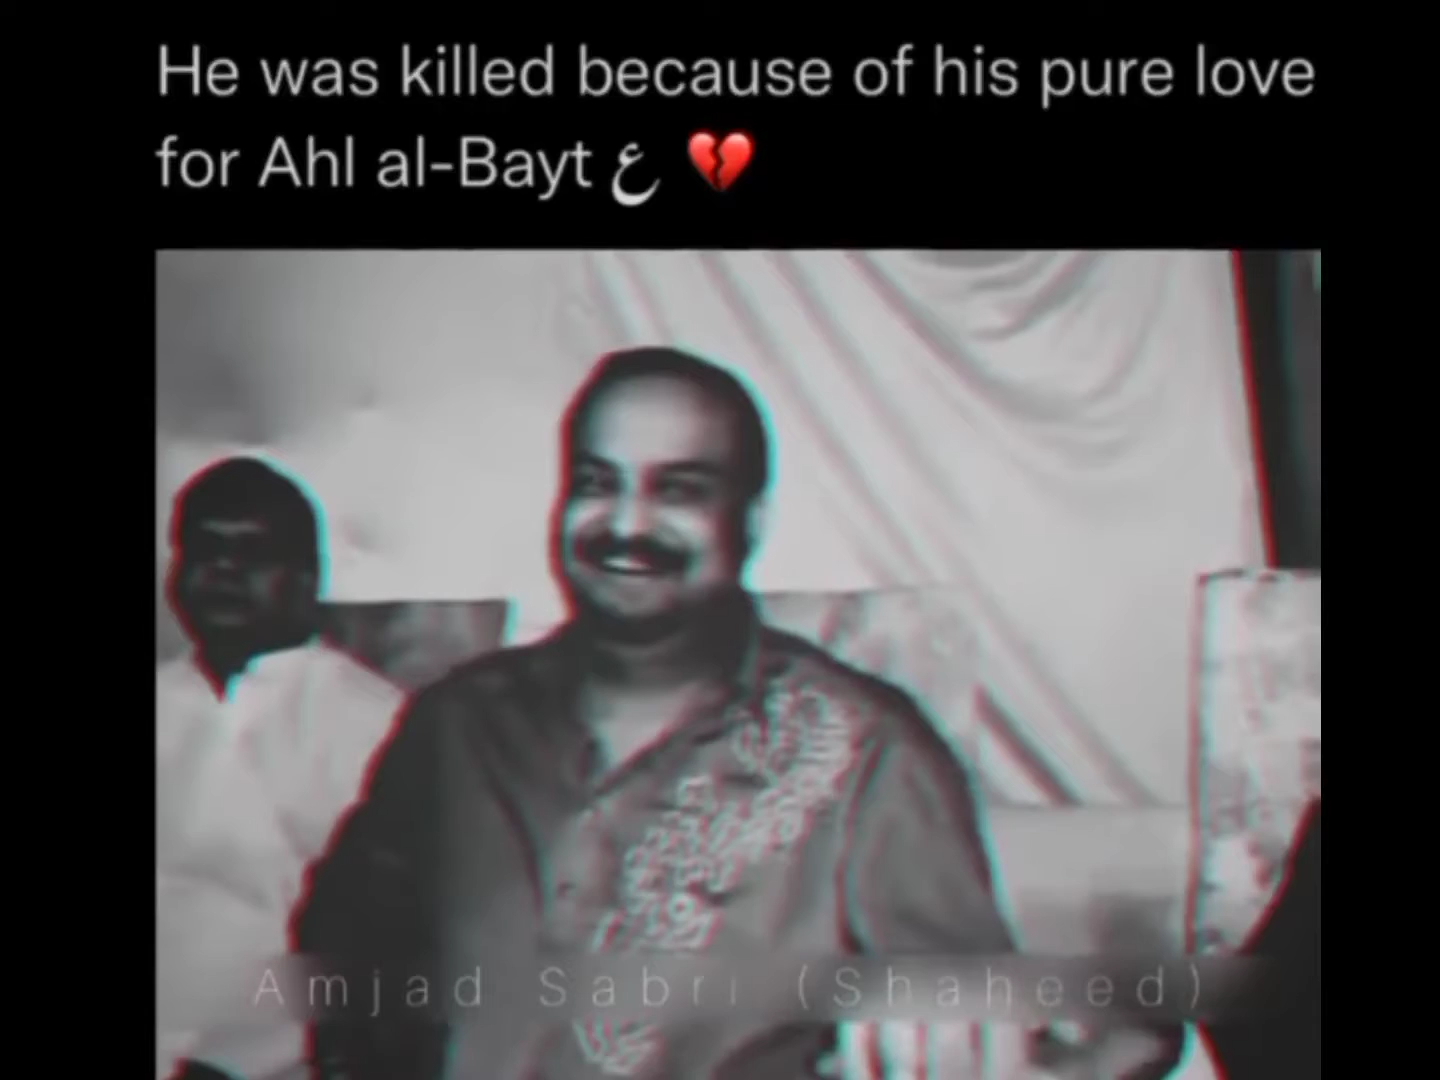 He was killed because of his pure love
for Ahl al-Bayt ع 💔
Amjad Sabri (Shaheed)